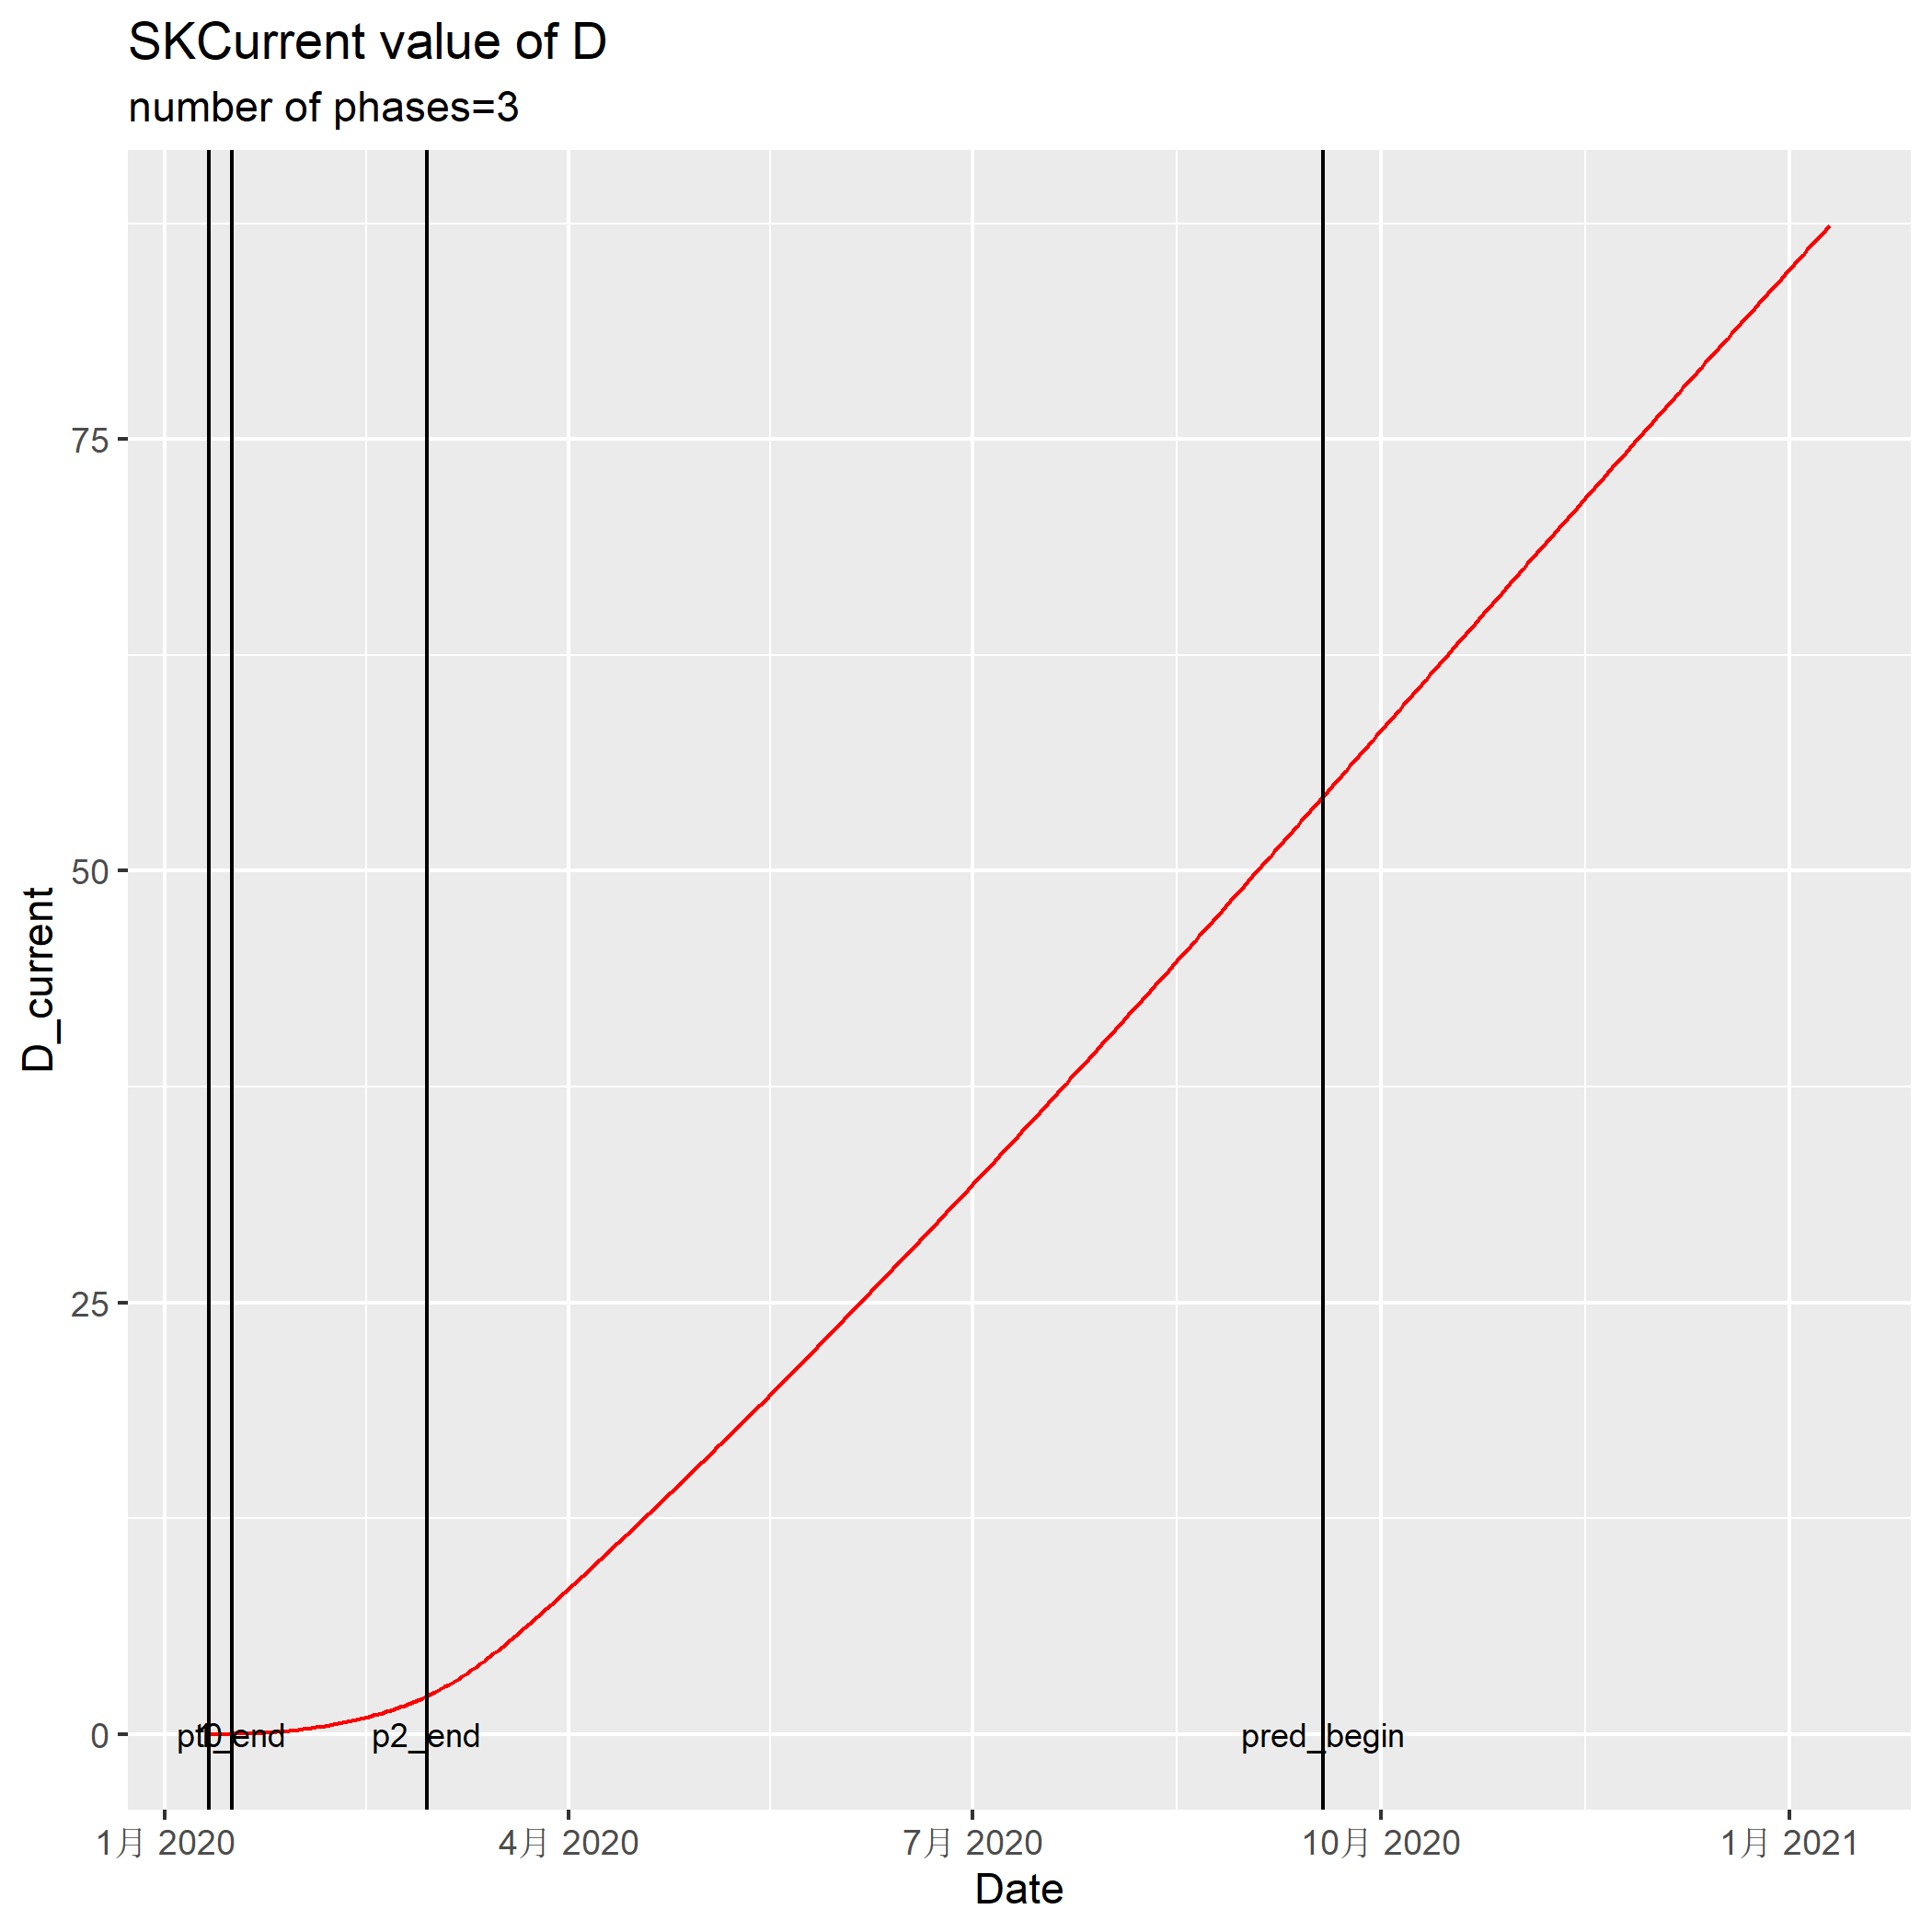 SKCurrent value of D
number of phases=3
D_current
75
50
25
0
p2_end
pred_begin
1月 2020
4月 2020
7月 2020
10月 2020
1月 2021
Date